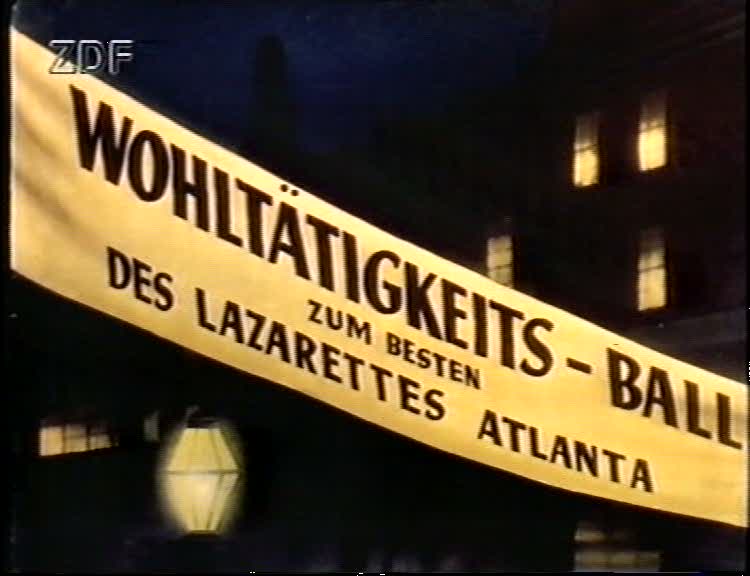 ZDF
WOHLTÄTIGKEITS-BALL
ZUM BESTEN
DES LAZARETTES ATLANTA